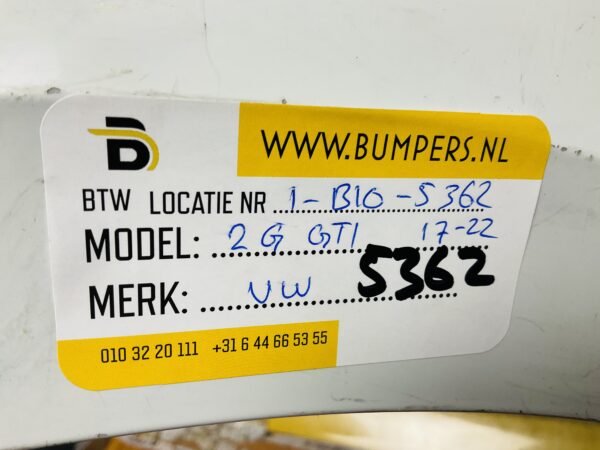 WWW.BUMPERS.NL
BTW LOCATIE NR 1-B10-5362
MODEL: 2G GTI 17-22
MERK: VW 5362
010 32 20 111 +31 6 44 66 53 55